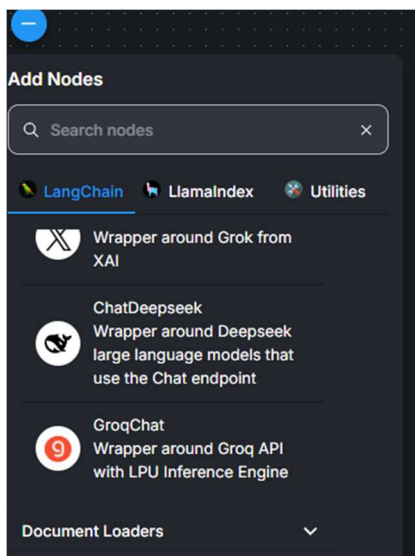 Add Nodes
Search nodes
LangChain LlamaIndex Utilities
Wrapper around Grok from
XAI
ChatDeepseek
Wrapper around Deepseek
large language models that
use the Chat endpoint
GroqChat
Wrapper around Groq API
with LPU Inference Engine
Document Loaders